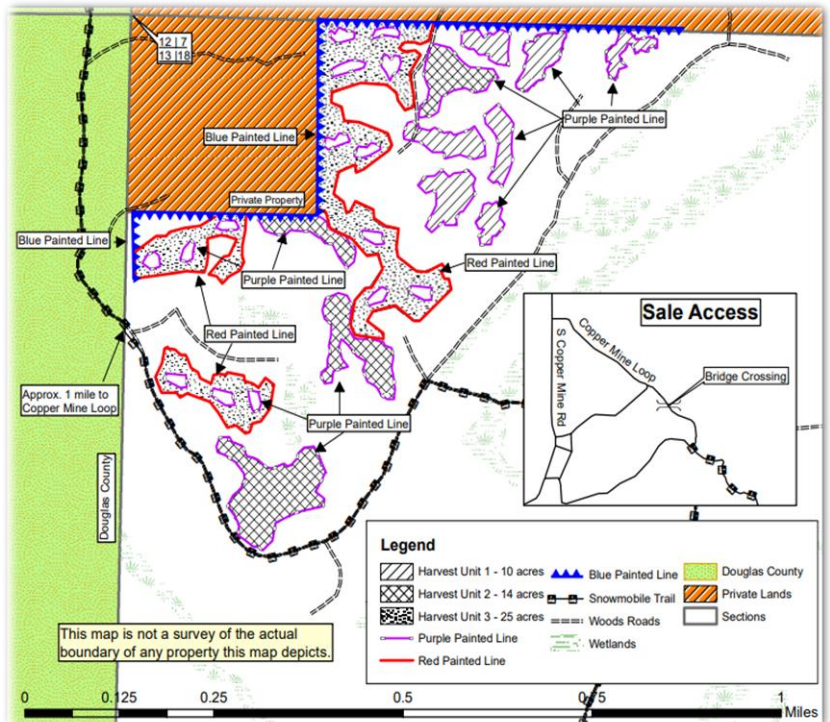 12 | 7
13 | 18
Purple Painted Line
Blue Painted Line
Private Property
Blue Painted Line
Purple Painted Line
Red Painted Line
Red Painted Line
Approx. 1 mile to
Copper Mine Loop
Purple Painted Line
Douglas County
Sale Access
Copper Mine Loop
S Copper Mine Rd
Bridge Crossing
Legend
Harvest Unit 1 - 10 acres
Harvest Unit 2 - 14 acres
Harvest Unit 3 - 25 acres
Purple Painted Line
Red Painted Line
Blue Painted Line
Snowmobile Trail
Woods Roads
Wetlands
Douglas County
Private Lands
Sections
This map is not a survey of the actual
boundary of any property this map depicts.
0 0.125 0.25 0.5 0.75 1
Miles